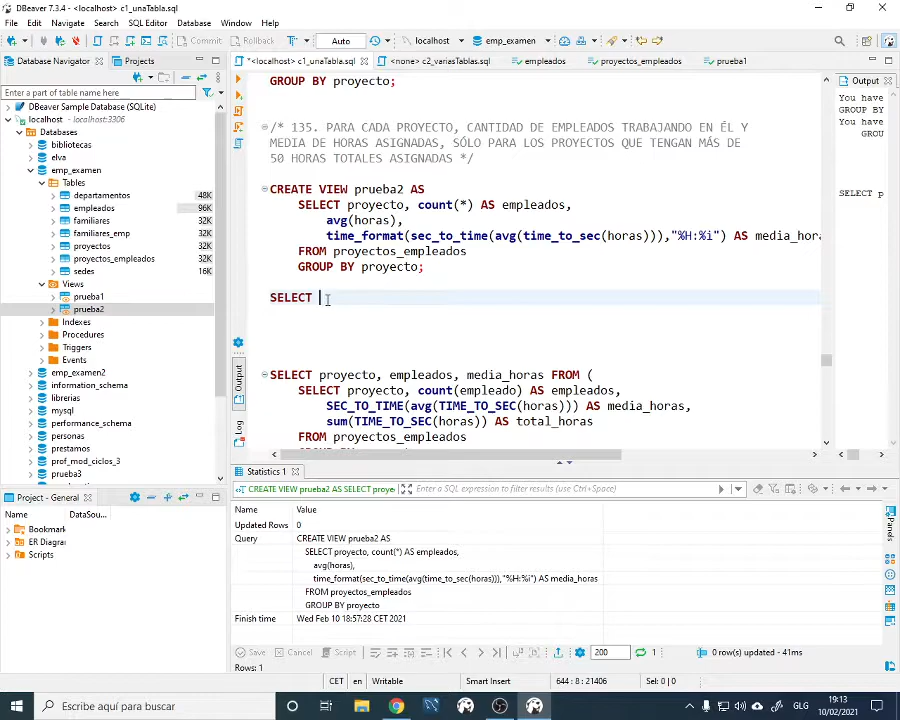 DBeaver 7.3.4 - <localhost> c1_unaTabla.sql
File Edit Navigate Search SQL Editor Database Window Help
Commit Rollback Auto localhost emp_examen
Database Navigator Projects
*<localhost> c1_unaTabla.sql <none> c2_variasTablas.sql empleados proyectos_empleados prueba1
Output
Enter a part of table name here
DBeaver Sample Database (SQLite)
localhost - localhost:3306
Databases
bibliotecas
elva
emp_examen
Tables
departamentos 48K
empleados 96K
familiares 32K
familiares_emp 32K
proyectos 32K
proyectos_empleados 32K
sedes 16K
Views
prueba1
prueba2
Indexes
Procedures
Triggers
Events
emp_examen2
information_schema
librerias
mysql
performance_schema
personas
prestamos
prof_mod_ciclos_3
prueba3
GROUP BY proyecto;
/* 135. PARA CADA PROYECTO, CANTIDAD DE EMPLEADOS TRABAJANDO EN ÉL Y
MEDIA DE HORAS ASIGNADAS, SÓLO PARA LOS PROYECTOS QUE TENGAN MÁS DE
50 HORAS TOTALES ASIGNADAS */
CREATE VIEW prueba2 AS
SELECT proyecto, count(*) AS empleados,
avg(horas),
time_format(sec_to_time(avg(time_to_sec(horas))),"%H:%i") AS media_hora
FROM proyectos_empleados
GROUP BY proyecto;
SELECT
SELECT proyecto, empleados, media_horas FROM (
SELECT proyecto, count(empleado) AS empleados,
SEC_TO_TIME(avg(TIME_TO_SEC(horas))) AS media_horas,
sum(TIME_TO_SEC(horas)) AS total_horas
FROM proyectos_empleados
You have
GROUP BY
You have
GROU
SELECT p
Output
Log
Project - General
Name DataSou...
Bookmark
ER Diagra
Scripts
Statistics 1
CREATE VIEW prueba2 AS SELECT proye Enter a SQL expression to filter results (use Ctrl+Space)
Name Value
Updated Rows 0
Query CREATE VIEW prueba2 AS
SELECT proyecto, count(*) AS empleados,
avg(horas),
time_format(sec_to_time(avg(time_to_sec(horas))),"%H:%i") AS media_horas
FROM proyectos_empleados
GROUP BY proyecto
Finish time Wed Feb 10 18:57:28 CET 2021
Panels
Save Cancel Script 200 1 0 row(s) updated - 41ms
Rows: 1
CET en Writable Smart Insert 644 : 8 : 21406 Sel: 0 | 0
Escribe aquí para buscar
GLG 19:13
10/02/2021